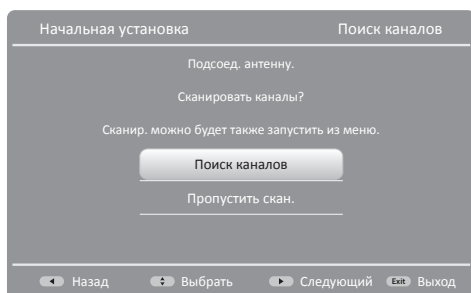 Начальная установка Поиск каналов
Подсоед. антенну.
Сканировать каналы?
Сканир. можно будет также запустить из меню.
Поиск каналов
Пропустить скан.
Назад Выбрать Следующий Exit Выход